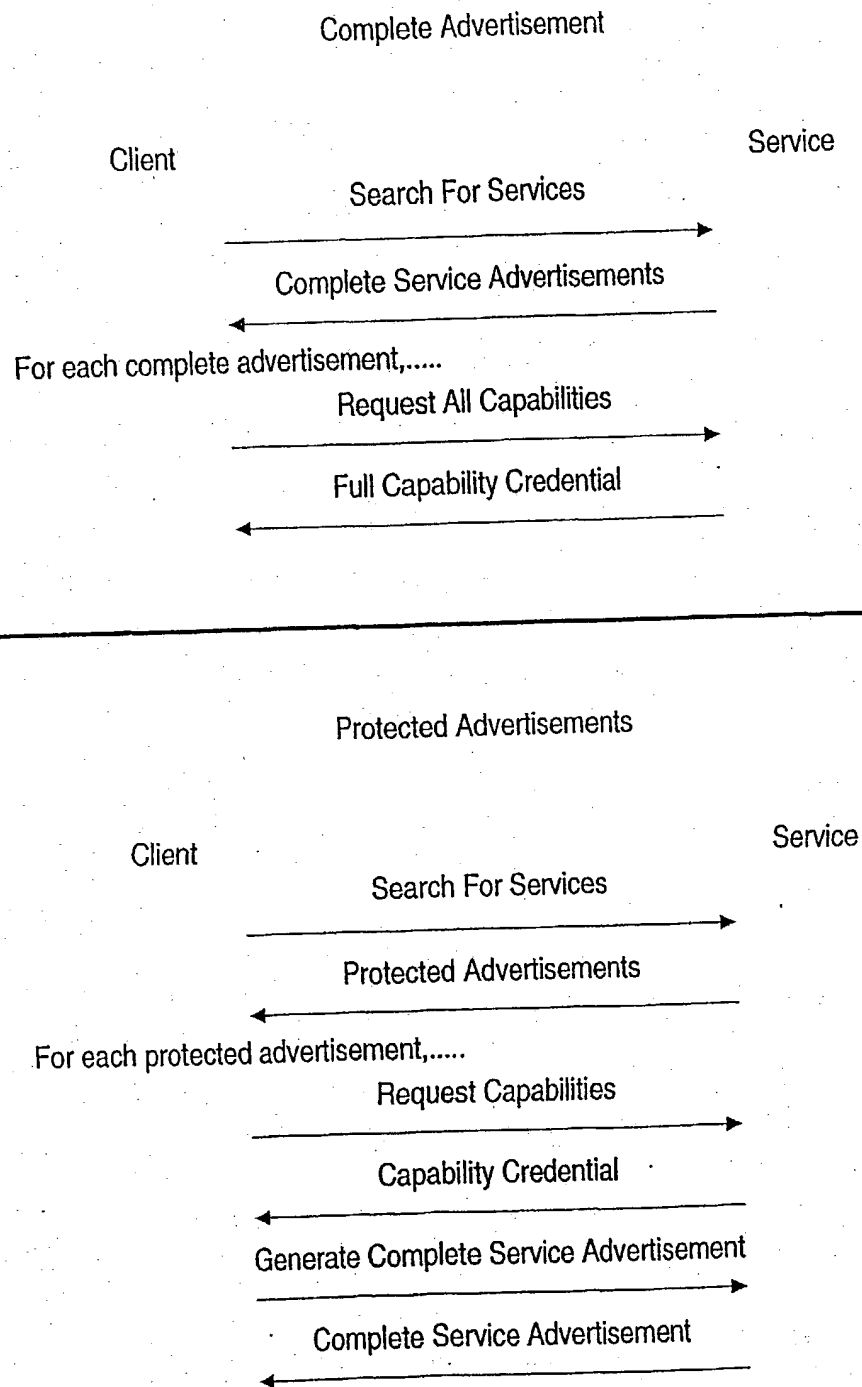 Complete Advertisement
Client
Service
Search For Services
Complete Service Advertisements
For each complete advertisement,.....
Request All Capabilities
Full Capability Credential
Protected Advertisements
Client
Service
Search For Services
Protected Advertisements
For each protected advertisement,.....
Request Capabilities
Capability Credential
Generate Complete Service Advertisement
Complete Service Advertisement